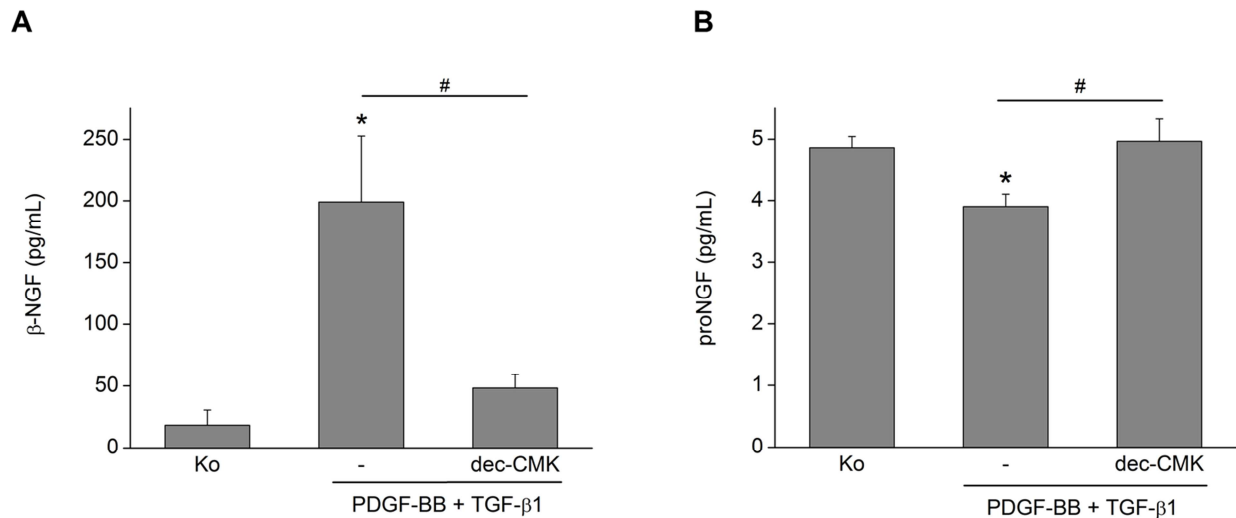 A
#
*
β-NGF (pg/mL)
250
200
150
100
50
0
Ko
-
dec-CMK
PDGF-BB + TGF-β1
B
#
*
proNGF (pg/mL)
5
4
3
2
1
0
Ko
-
dec-CMK
PDGF-BB + TGF-β1